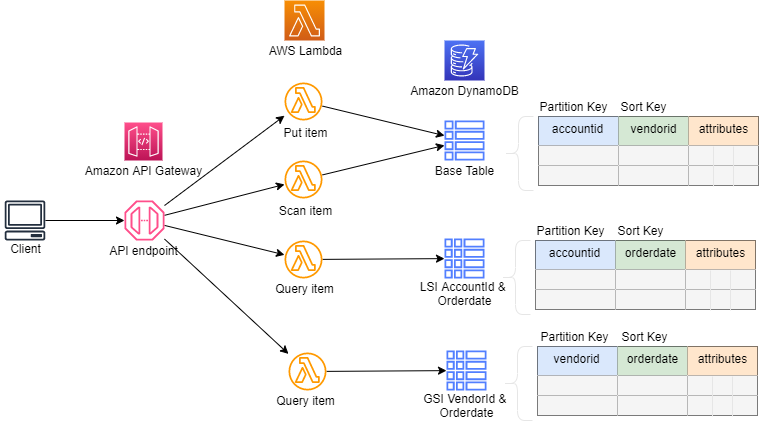 AWS Lambda
Amazon DynamoDB
Partition Key Sort Key
accountid vendorid attributes
Put item
Amazon API Gateway
Base Table
Scan item
Client
API endpoint
Partition Key Sort Key
accountid orderdate attributes
Query item
LSI AccountId &
Orderdate
Partition Key Sort Key
vendorid orderdate attributes
Query item
GSI VendorId &
Orderdate